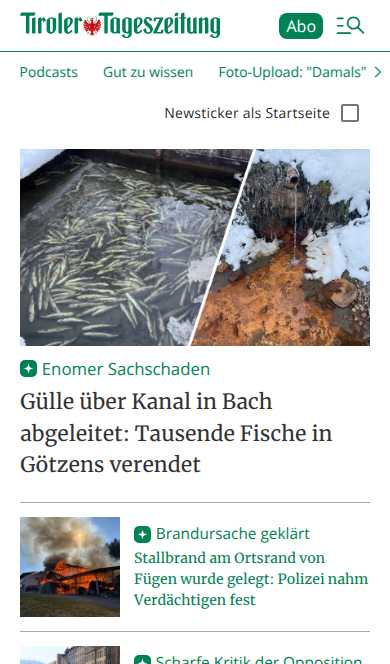 Tiroler Tageszeitung
Abo
Podcasts Gut zu wissen Foto-Upload: "Damals"
Newsticker als Startseite
Enomer Sachschaden
Gülle über Kanal in Bach
abgeleitet: Tausende Fische in
Götzens verendet
Brandursache geklärt
Stallbrand am Ortsrand von
Fügen wurde gelegt: Polizei nahm
Verdächtigen fest
Scharfe Kritik der Opposition